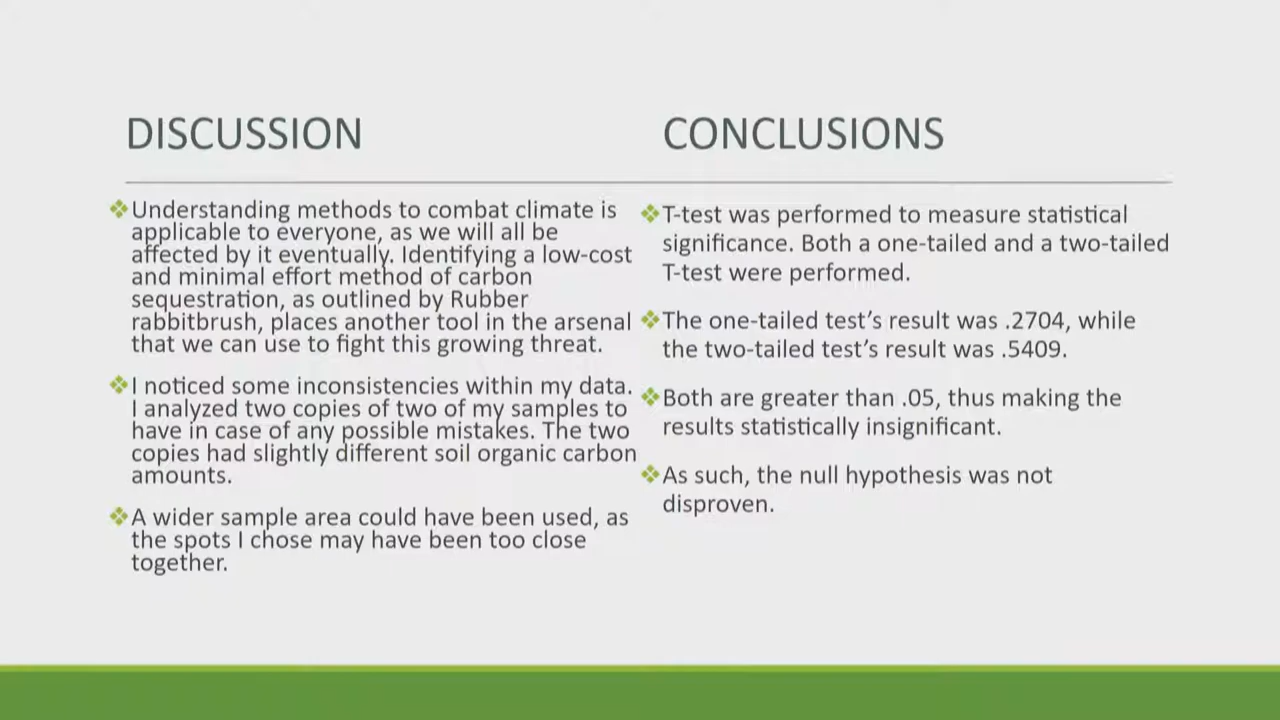 DISCUSSION
Understanding methods to combat climate is
applicable to everyone, as we will all be
affected by it eventually. Identifying a low-cost
and minimal effort method of carbon
sequestration, as outlined by Rubber
rabbitbrush, places another tool in the arsenal
that we can use to fight this growing threat.
I noticed some inconsistencies within my data.
I analyzed two copies of two of my samples to
have in case of any possible mistakes. The two
copies had slightly different soil organic carbon
amounts.
A wider sample area could have been used, as
the spots I chose may have been too close
together.
CONCLUSIONS
T-test was performed to measure statistical
significance. Both a one-tailed and a two-tailed
T-test were performed.
The one-tailed test’s result was .2704, while
the two-tailed test’s result was .5409.
Both are greater than .05, thus making the
results statistically insignificant.
As such, the null hypothesis was not
disproven.